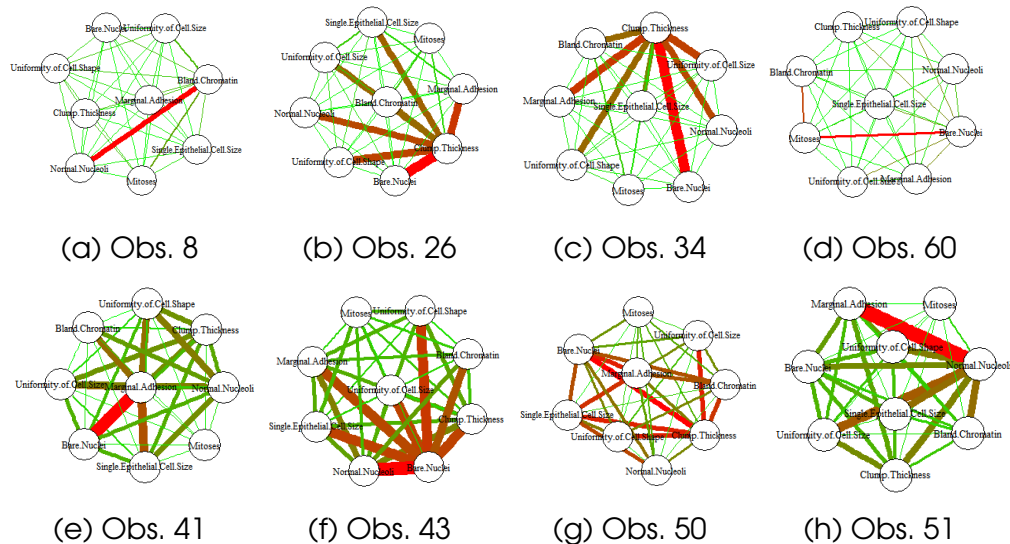 Bare.Nuclei
Uniformity.of.Cell.Size
Uniformity.of.Cell.Shape
Bland.Chromatin
Marginal.Adhesion
Clump.Thickness
Single.Epithelial.Cell.Size
Normal.Nucleoli
Mitoses
(a) Obs. 8
Single.Epithelial.Cell.Size
Mitoses
Uniformity.of.Cell.Size
Marginal.Adhesion
Bland.Chromatin
Normal.Nucleoli
Clump.Thickness
Uniformity.of.Cell.Shape
Bare.Nuclei
(b) Obs. 26
Clump.Thickness
Bland.Chromatin
Uniformity.of.Cell.Size
Marginal.Adhesion
Single.Epithelial.Cell.Size
Normal.Nucleoli
Uniformity.of.Cell.Shape
Mitoses
Bare.Nuclei
(c) Obs. 34
Uniformity.of.Cell.Shape
Clump.Thickness
Bland.Chromatin
Normal.Nucleoli
Single.Epithelial.Cell.Size
Mitoses
Bare.Nuclei
Uniformity.of.Cell.Size
Marginal.Adhesion
(d) Obs. 60
Uniformity.of.Cell.Shape
Bland.Chromatin
Clump.Thickness
Uniformity.of.Cell.Size
Marginal.Adhesion
Normal.Nucleoli
Bare.Nuclei
Mitoses
Single.Epithelial.Cell.Size
(e) Obs. 41
Mitoses
Uniformity.of.Cell.Shape
Marginal.Adhesion
Bland.Chromatin
Uniformity.of.Cell.Size
Single.Epithelial.Cell.Size
Clump.Thickness
Normal.Nucleoli
Bare.Nuclei
(f) Obs. 43
Mitoses
Uniformity.of.Cell.Size
Bare.Nuclei
Marginal.Adhesion
Bland.Chromatin
Single.Epithelial.Cell.Size
Uniformity.of.Cell.Shape
Clump.Thickness
Normal.Nucleoli
(g) Obs. 50
Marginal.Adhesion
Mitoses
Uniformity.of.Cell.Shape
Bare.Nuclei
Normal.Nucleoli
Single.Epithelial.Cell.Size
Uniformity.of.Cell.Size
Bland.Chromatin
Clump.Thickness
(h) Obs. 51